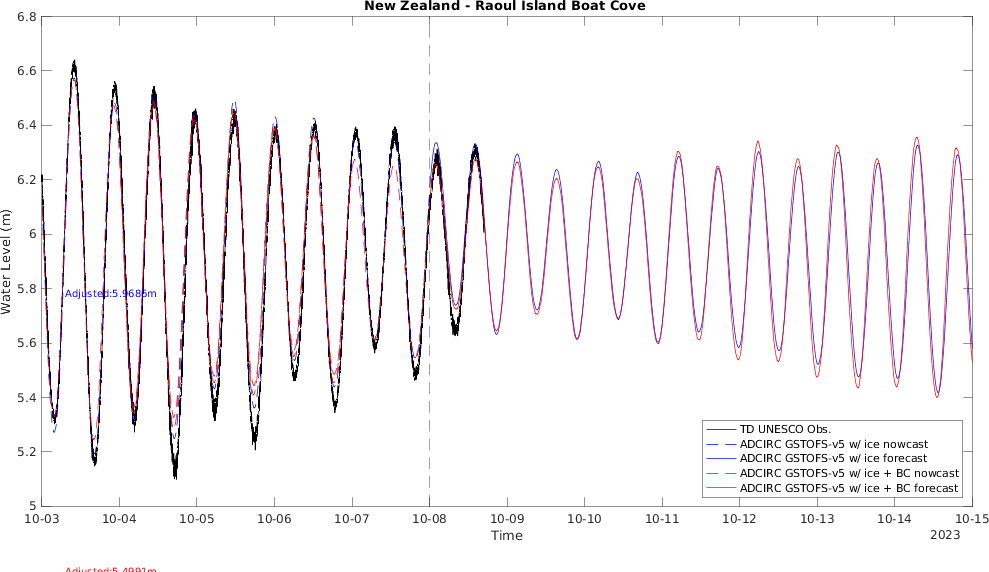 New Zealand - Raoul Island Boat Cove
6.8
6.6
6.4
6.2
6
5.8
5.6
5.4
5.2
5
Water Level (m)
Adjusted:5.9685m
TD UNESCO Obs.
ADCIRC GSTOFS-v5 w/ ice nowcast
ADCIRC GSTOFS-v5 w/ ice forecast
ADCIRC GSTOFS-v5 w/ ice + BC nowcast
ADCIRC GSTOFS-v5 w/ ice + BC forecast
10-03 10-04 10-05 10-06 10-07 10-08 10-09 10-10 10-11 10-12 10-13 10-14 10-15
Time
2023
Adjusted:5.4991m